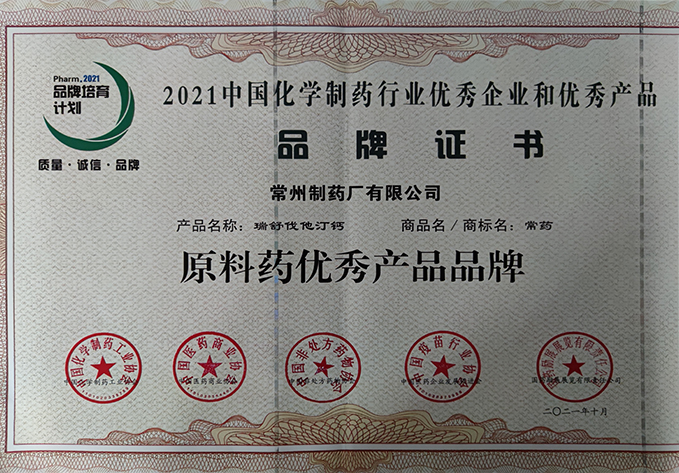 Pharm.2021
品牌培育
计划
质量·诚信·品牌
2021中国化学制药行业优秀企业和优秀产品
品牌证书
常州制药厂有限公司
产品名称：瑞舒伐他汀钙 商品名/商标名：常药
原料药优秀产品品牌
中国化学制药工业协会
中国医药商业协会
中国非处方药物协会
中国疫苗行业协会
二〇二一年十月